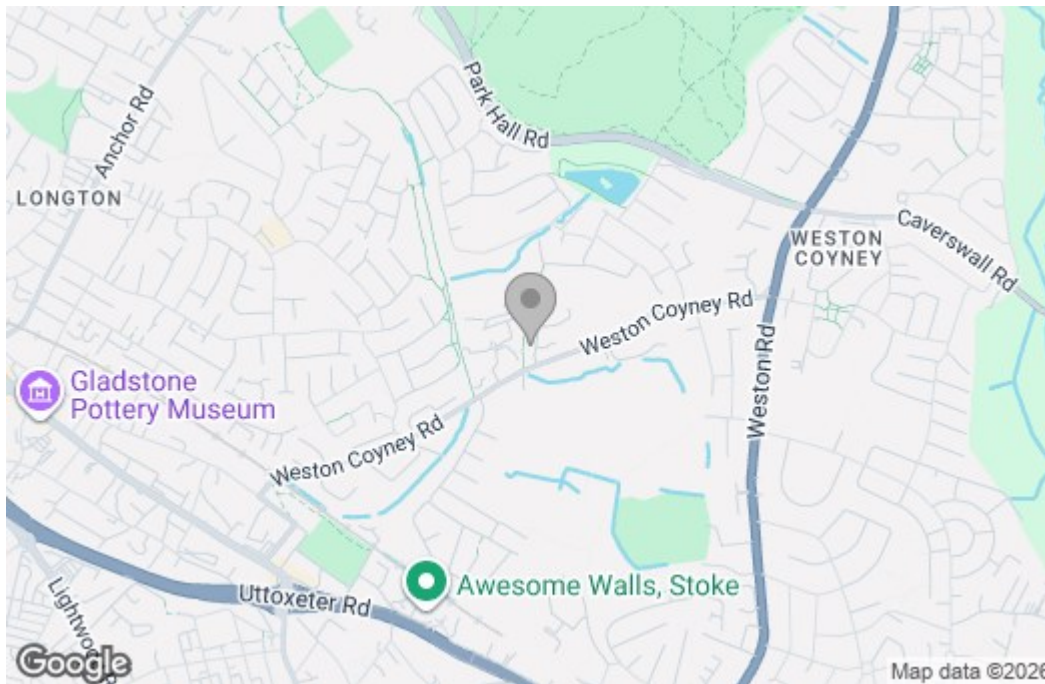 Park Hall Rd
Anchor Rd
LONGTON
Caverswall Rd
WESTON
COYNEY
Weston Coyney Rd
Weston Rd
Gladstone
Pottery Museum
Weston Coyney Rd
Awesome Walls, Stoke
Uttoxeter Rd
Google
Map data ©2026